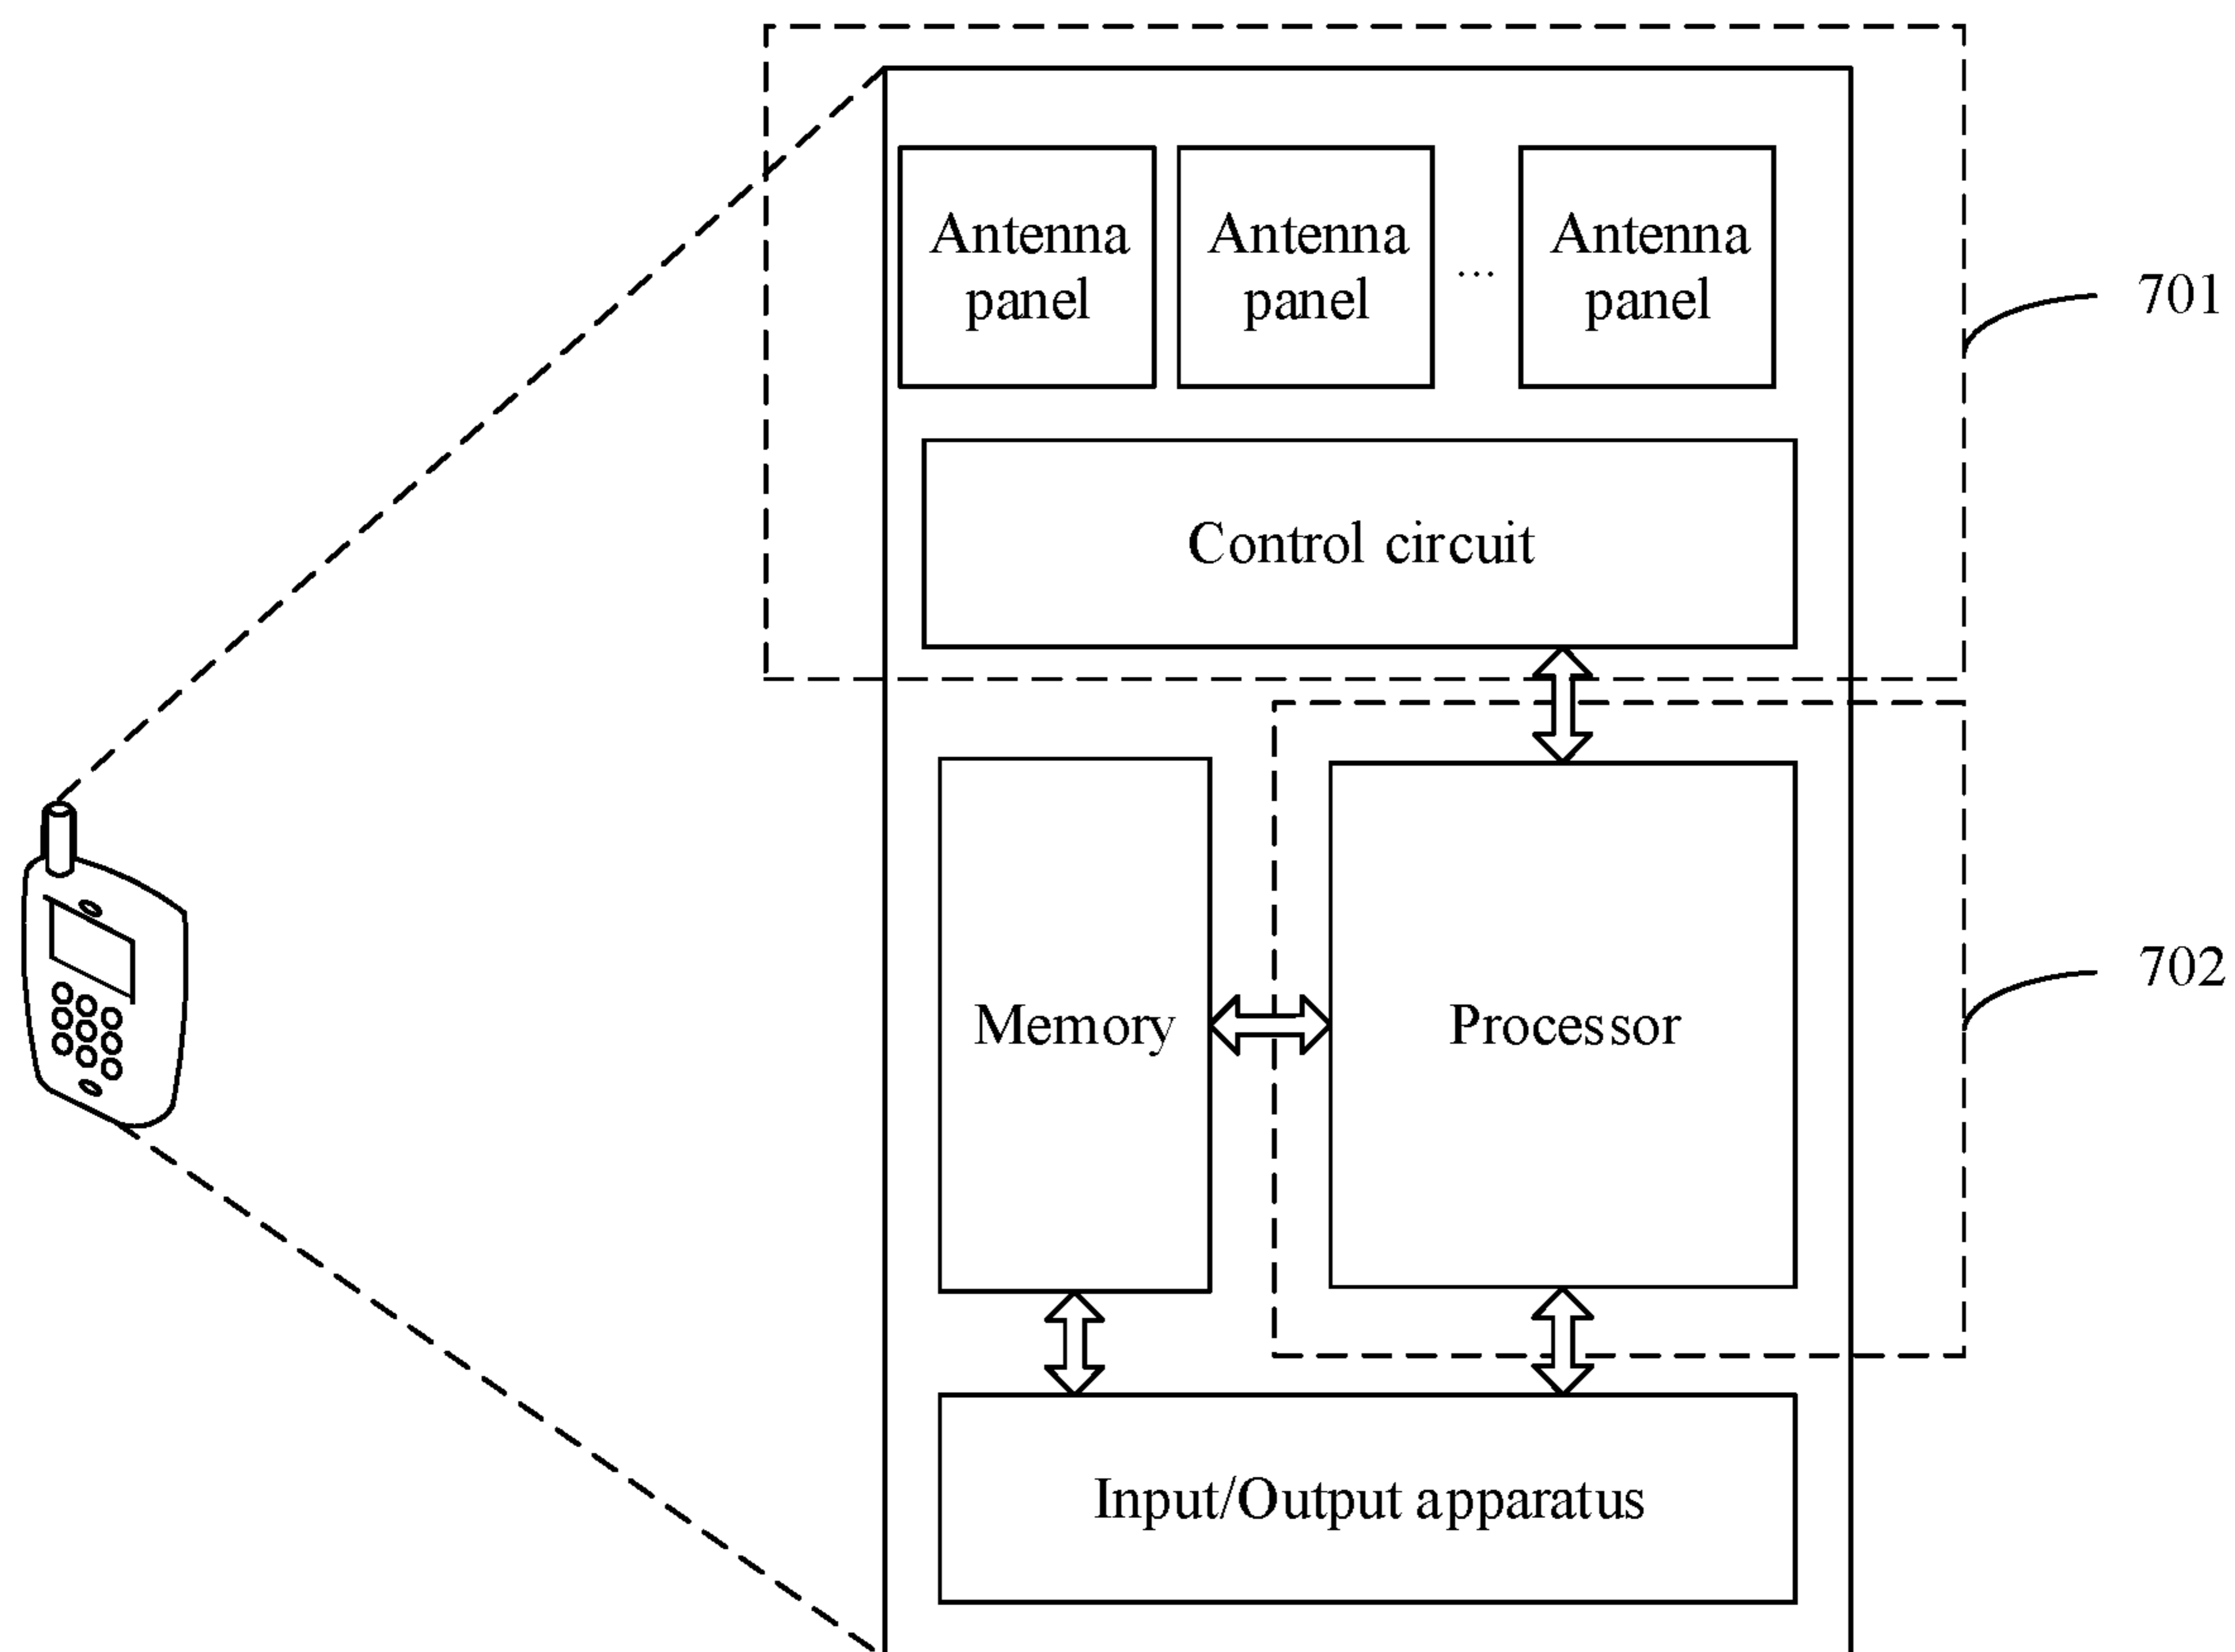 Antenna
panel
Antenna
panel
...
Antenna
panel
701
Control circuit
Memory
Processor
702
Input/Output apparatus